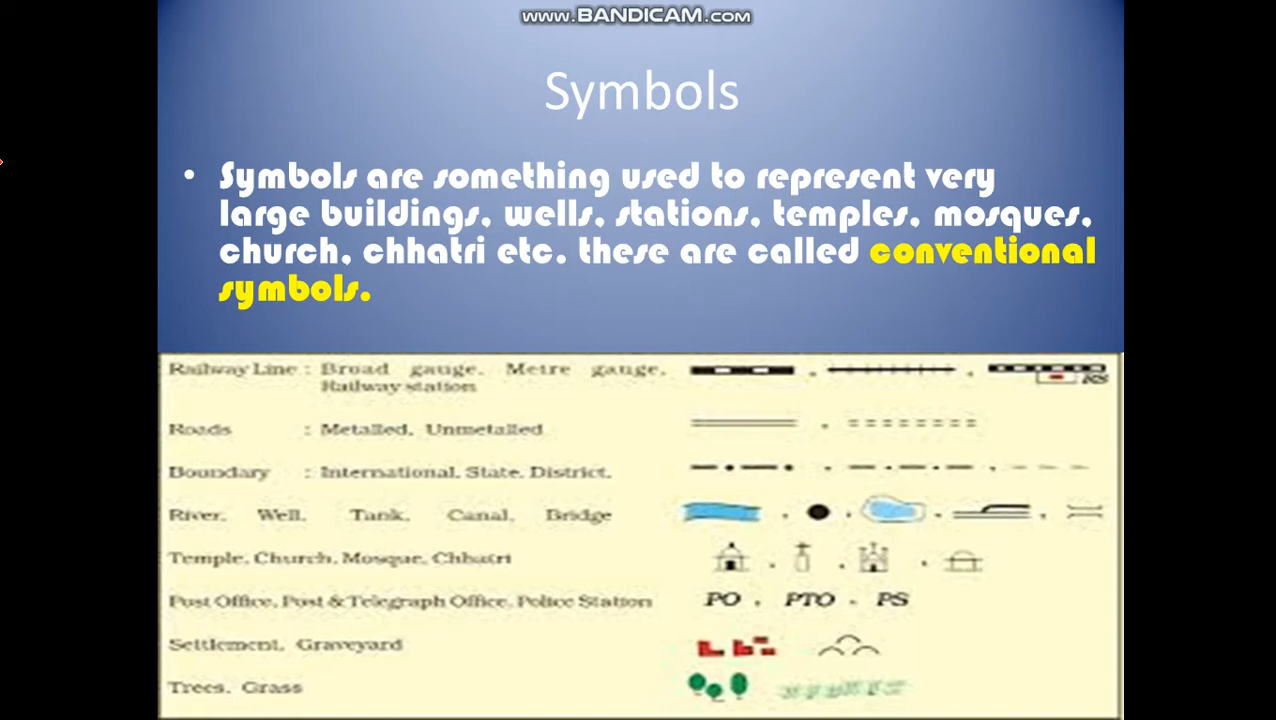 www.BANDICAM.com
Symbols
• Symbols are something used to represent very
large buildings, wells, stations, temples, mosques,
church, chhatri etc. these are called conventional
symbols.
Railway Line : Broad gauge, Metre gauge,
Railway station
RS
Roads : Metalled, Unmetalled
Boundary : International, State, District,
River, Well, Tank, Canal, Bridge
Temple, Church, Mosque, Chhatri
Post Office, Post & Telegraph Office, Police Station PO , PTO , PS
Settlement, Graveyard
Trees, Grass